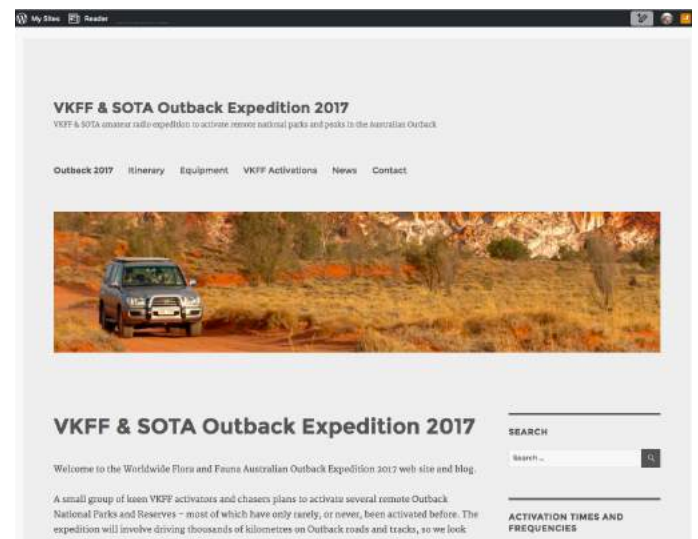 My Sites Reader
VKFF & SOTA Outback Expedition 2017
VKFF & SOTA amateur radio expedition to activate remote national parks and peaks in the Australian Outback
Outback 2017 Itinerary Equipment VKFF Activations News Contact
VKFF & SOTA Outback Expedition 2017
Welcome to the Worldwide Flora and Fauna Australian Outback Expedition 2017 web site and blog.
A small group of keen VKFF activators and chasers plans to activate several remote Outback
National Parks and Reserves – most of which have only rarely, or never, been activated before. The
expedition will involve driving thousands of kilometres on Outback roads and tracks, so we look
SEARCH
Search ...
ACTIVATION TIMES AND
FREQUENCIES